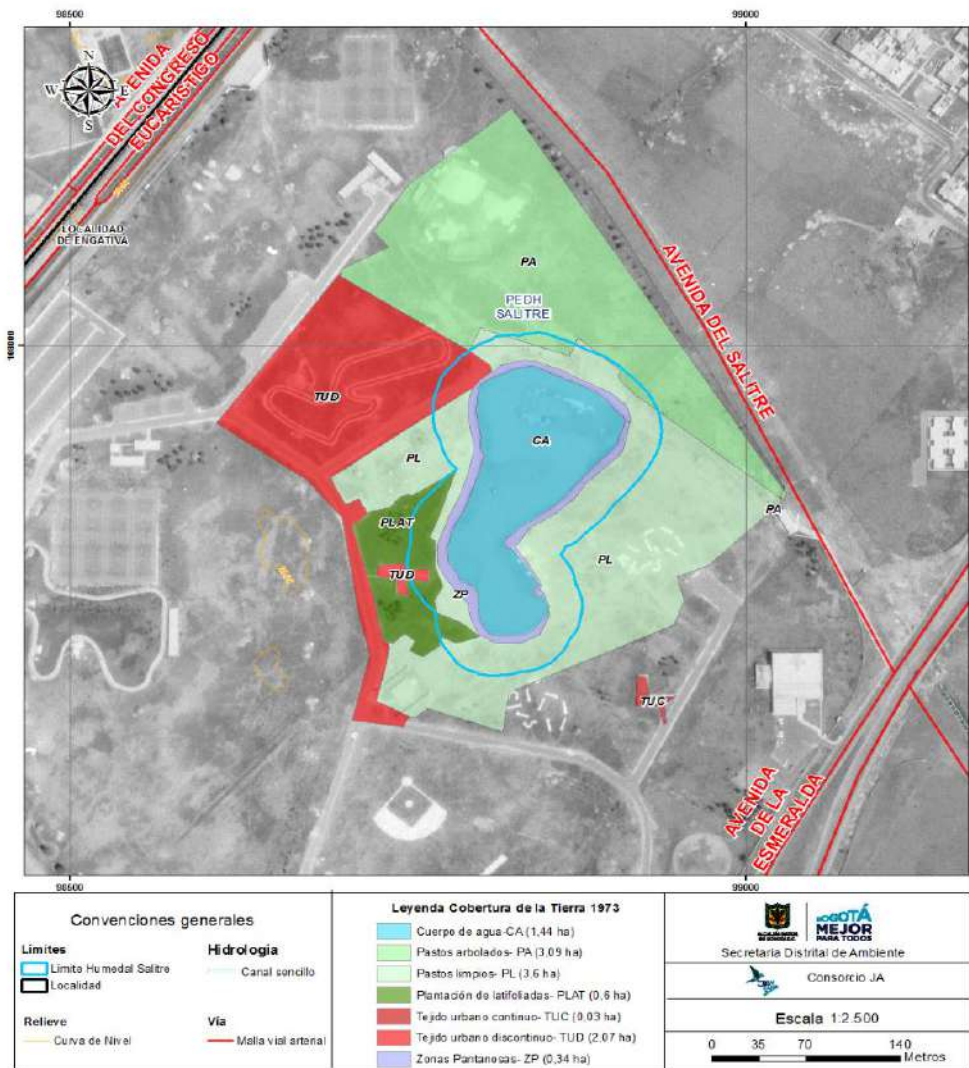 98500
99000
N
W
E
S
AVENIDA
DEL CONGRESO
EUCARISTICO
LOCALIDAD
DE ENGATIVA
PA
PEDH
SALITRE
AVENIDA DEL SALITRE
TUD
CA
PL
PLAT
PA
TUD
PL
ZP
TUC
AVENIDA
DE LA
ESMERALDA
98500
99000
Convenciones generales
Limites
Limite Humedal Salitre
Localidad
Hidrologia
Canal sencillo
Relieve
Curva de Nivel
Vía
Malla vial arterial
Leyenda Cobertura de la Tierra 1973
Cuerpo de agua-CA (1,44 ha)
Pastos arbolados- PA (3,09 ha)
Pastos limpios- PL (3,6 ha)
Plantación de latifoliadas- PLAT (0,6 ha)
Tejido urbano continuo- TUC (0,03 ha)
Tejido urbano discontinuo- TUD (2,07 ha)
Zonas Pantanosas- ZP (0,34 ha)
BOGOTÁ
MEJOR
PARA TODOS
Secretaria Distrital de Ambiente
Consorcio JA
Escala 1:2.500
0 35 70 140
Metros